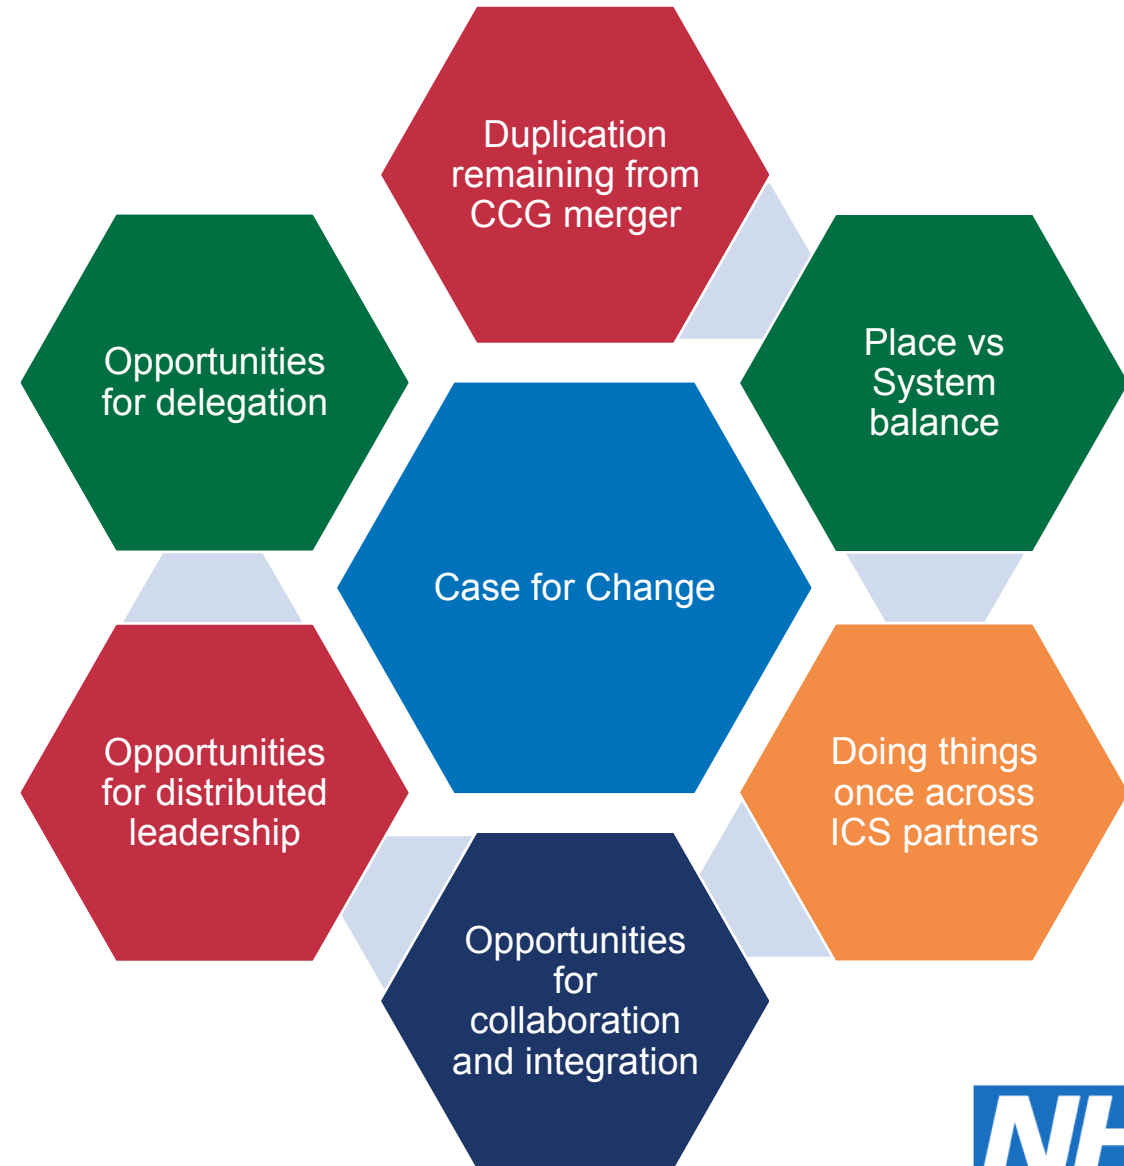 Duplication
remaining from
CCG merger
Place vs
System
balance
Opportunities
for delegation
Case for Change
Doing things
once across
ICS partners
Opportunities
for distributed
leadership
Opportunities
for
collaboration
and integration
NH